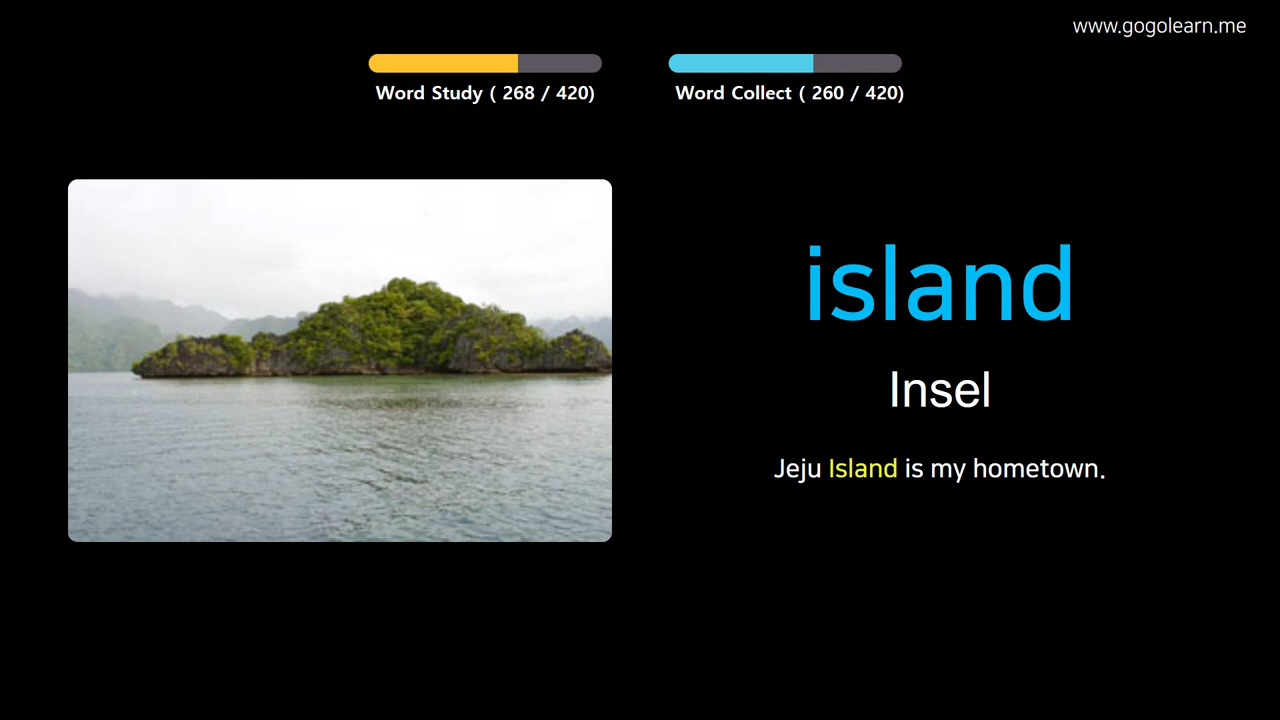 www.gogolearn.me
Word Study ( 268 / 420)
Word Collect ( 260 / 420)
island
Insel
Jeju Island is my hometown.